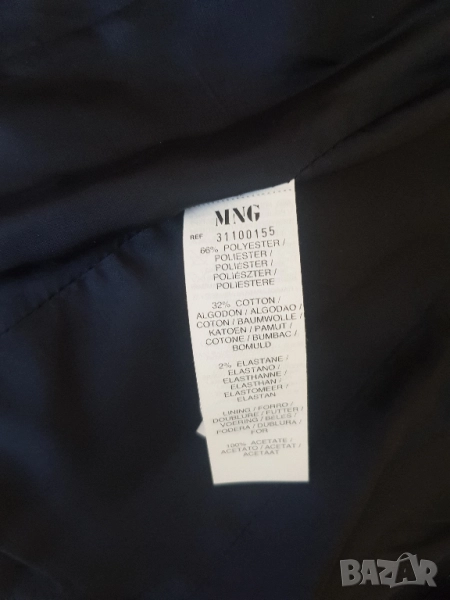 MNG
REF 31100155
66% POLYESTER /
POLIESTER /
POLIESTER /
POLIÉSZTER /
POLIESTERE
32% COTTON /
ALGODON / ALGODAO /
COTON / BAUMWOLLE /
KATOEN / PAMUT /
COTONE / BUMBAC /
BOMULD
2% ELASTANE /
ELASTANO /
ELASTHANNE /
ELASTHAN /
ELASTOMEER /
ELASTAN
LINING / FORRO /
DOUBLURE / FUTTER /
VOERING / BELES /
FODERA / DUBLURA /
FOR
100% ACETATE /
ACETATO / ACETAT /
ACETAAT
BAZAR